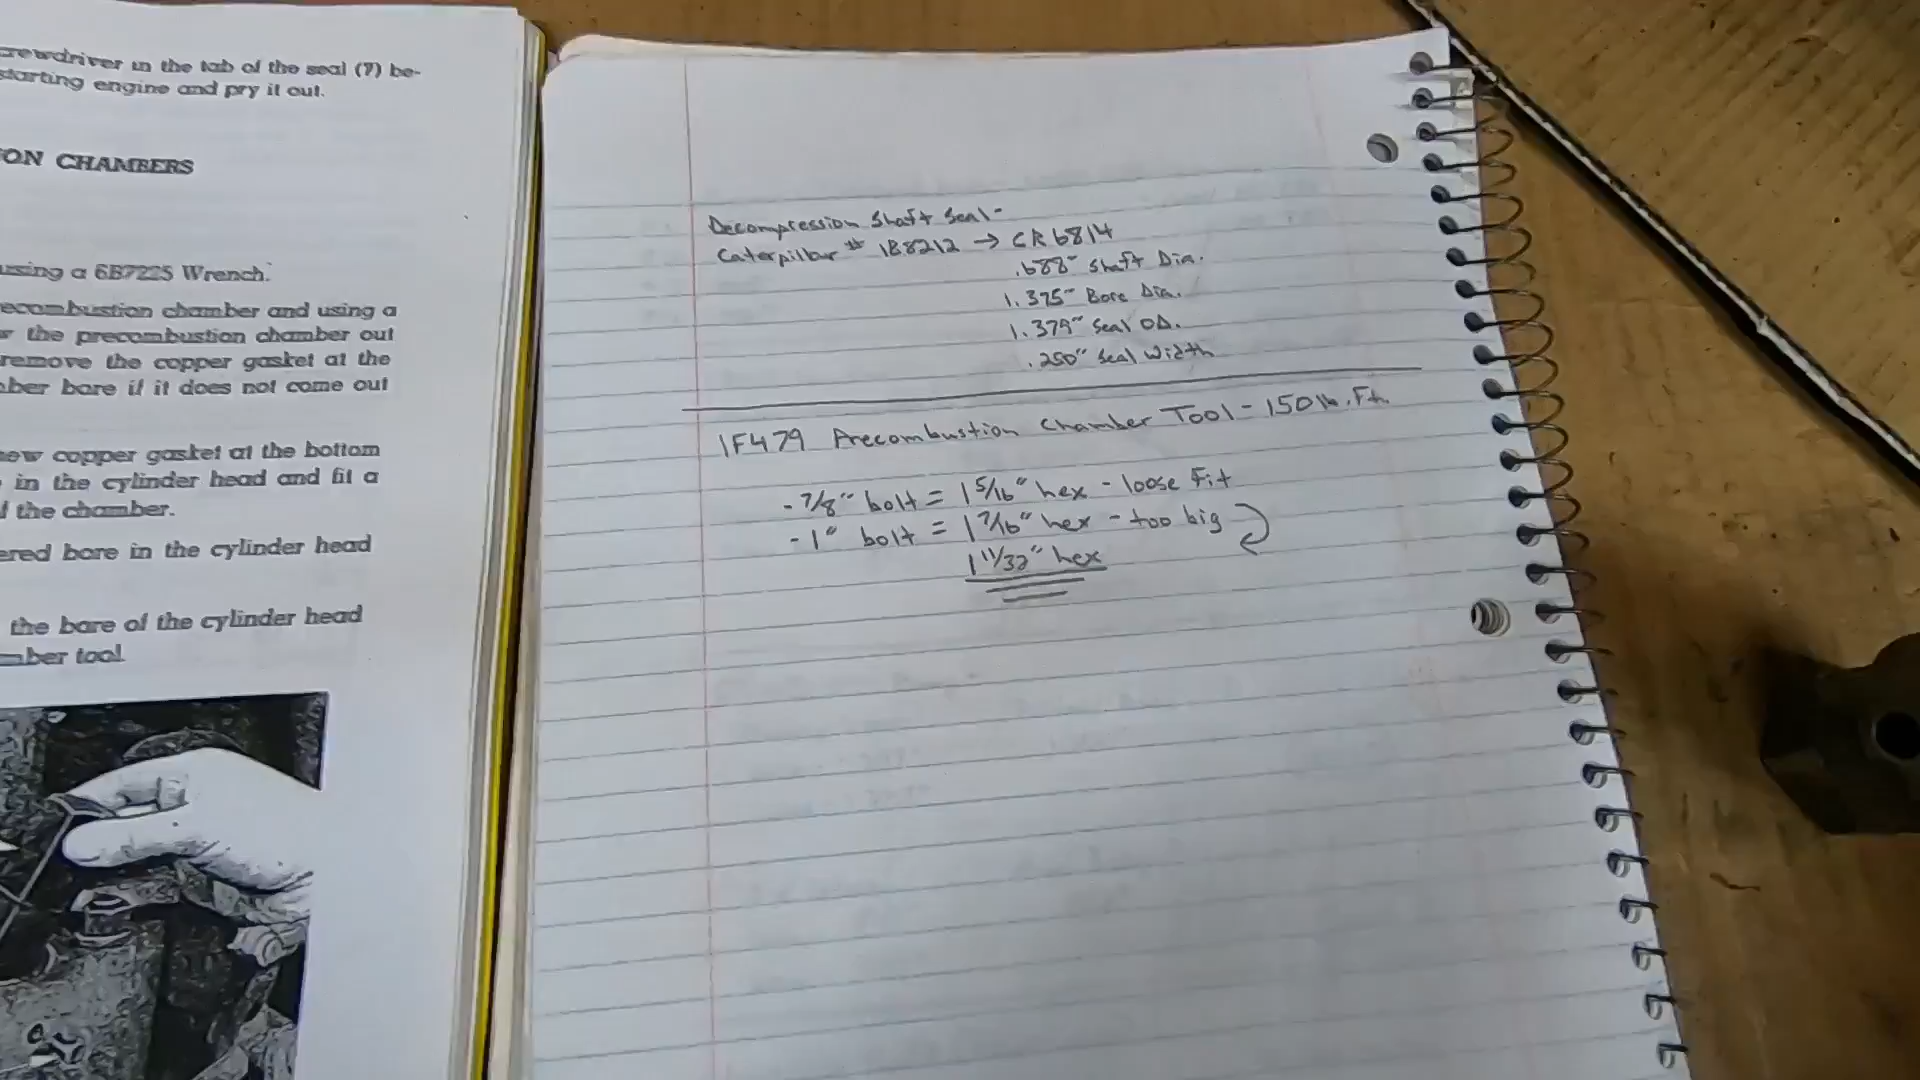 crewdriver in the tab of the seal (7) be-
starting engine and pry it out.
ON CHAMBERS
using a 6B7225 Wrench.
ecombustion chamber and using a
the precombustion chamber out
remove the copper gasket at the
ber bore if it does not come out
ew copper gasket at the bottom
in the cylinder head and fit a
the chamber.
ered bore in the cylinder head
the bore of the cylinder head
mber tool
Decompression Shaft Seal-
Caterpillar # 1B8212 → CR6814
.688" Shaft Dia.
1.375" Bore Dia.
1.379" Seal OD.
.250" Seal Width
1F479 Precombustion Chamber Tool - 150 lb. Ft.
- 7/8" bolt = 1 5/16" hex - loose Fit
- 1" bolt = 1 7/16" hex - too big
1 11/32" hex